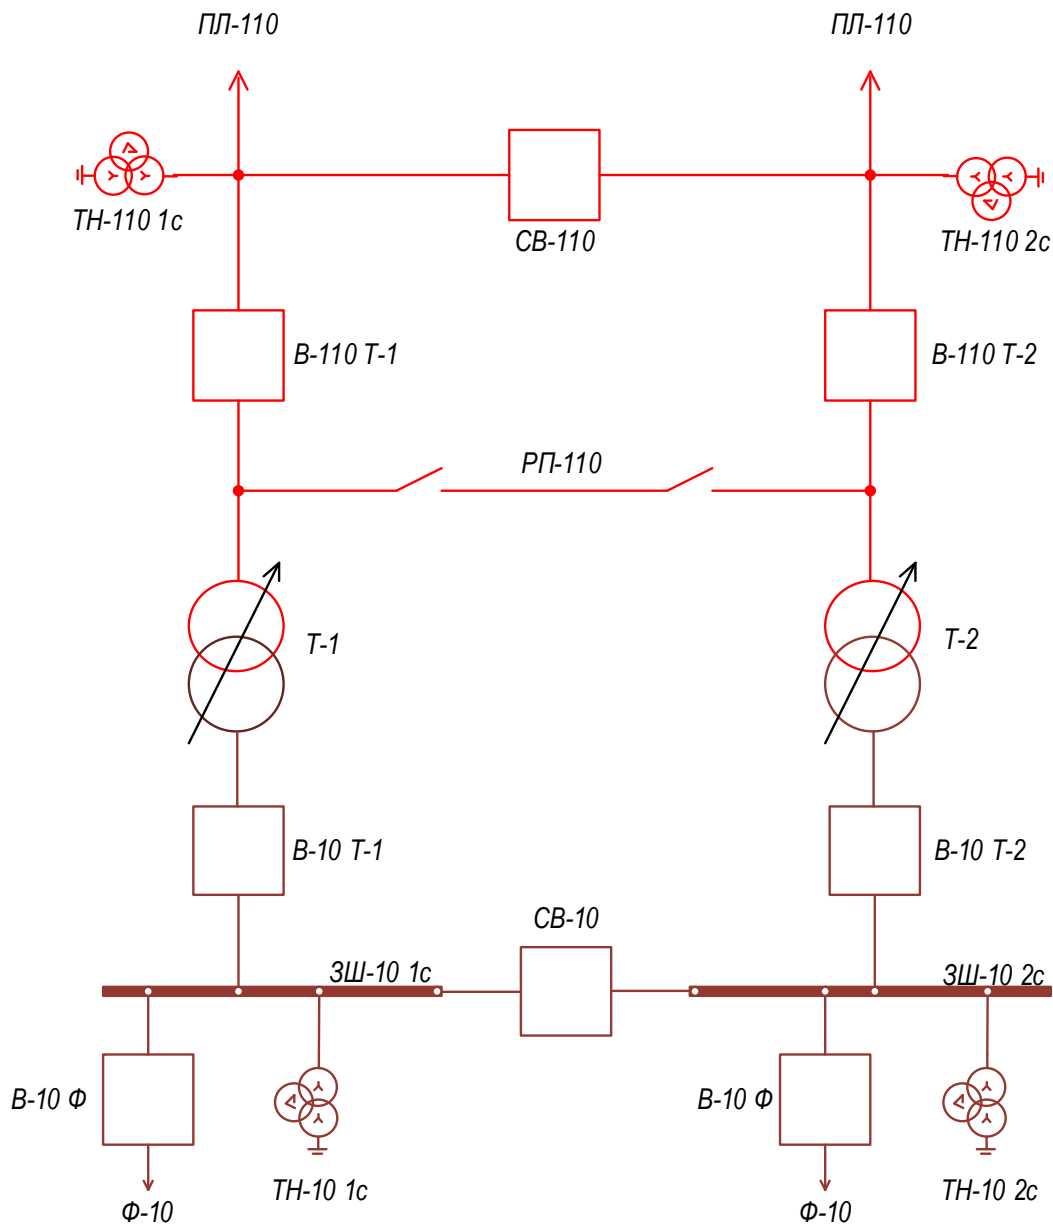 ПЛ-110
ПЛ-110
ТН-110 1с
СВ-110
ТН-110 2с
В-110 Т-1
В-110 Т-2
РП-110
Т-1
Т-2
В-10 Т-1
В-10 Т-2
СВ-10
ЗШ-10 1с
ЗШ-10 2с
В-10 Ф
В-10 Ф
ТН-10 1с
ТН-10 2с
Ф-10
Ф-10